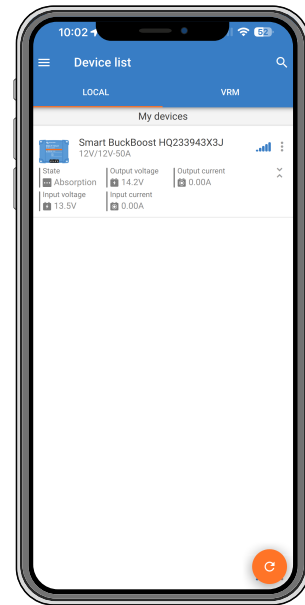 10:02
52
Device list
LOCAL VRM
My devices
Smart BuckBoost HQ233943X3J
12V/12V-50A
State Output voltage Output current
Absorption 14.2V 0.00A
Input voltage Input current
13.5V 0.00A